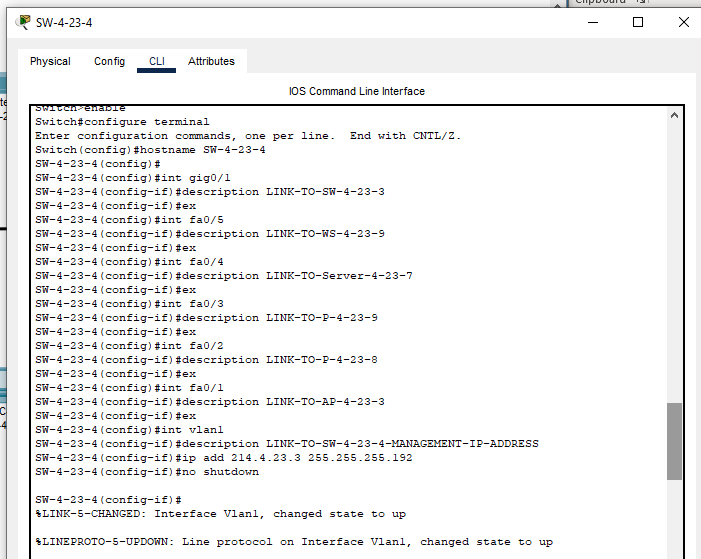 Clipboard
SW-4-23-4
Physical Config CLI Attributes
IOS Command Line Interface
Switch>enable
Switch#configure terminal
Enter configuration commands, one per line.  End with CNTL/Z.
Switch(config)#hostname SW-4-23-4
SW-4-23-4(config)#
SW-4-23-4(config)#int gig0/1
SW-4-23-4(config-if)#description LINK-TO-SW-4-23-3
SW-4-23-4(config-if)#ex
SW-4-23-4(config)#int fa0/5
SW-4-23-4(config-if)#description LINK-TO-WS-4-23-9
SW-4-23-4(config-if)#ex
SW-4-23-4(config)#int fa0/4
SW-4-23-4(config-if)#description LINK-TO-Server-4-23-7
SW-4-23-4(config-if)#ex
SW-4-23-4(config)#int fa0/3
SW-4-23-4(config-if)#description LINK-TO-P-4-23-9
SW-4-23-4(config-if)#ex
SW-4-23-4(config)#int fa0/2
SW-4-23-4(config-if)#description LINK-TO-P-4-23-8
SW-4-23-4(config-if)#ex
SW-4-23-4(config)#int fa0/1
SW-4-23-4(config-if)#description LINK-TO-AP-4-23-3
SW-4-23-4(config-if)#ex
SW-4-23-4(config)#int vlan1
SW-4-23-4(config-if)#description LINK-TO-SW-4-23-4-MANAGEMENT-IP-ADDRESS
SW-4-23-4(config-if)#ip add 214.4.23.3 255.255.255.192
SW-4-23-4(config-if)#no shutdown
SW-4-23-4(config-if)#
%LINK-5-CHANGED: Interface Vlan1, changed state to up
%LINEPROTO-5-UPDOWN: Line protocol on Interface Vlan1, changed state to up